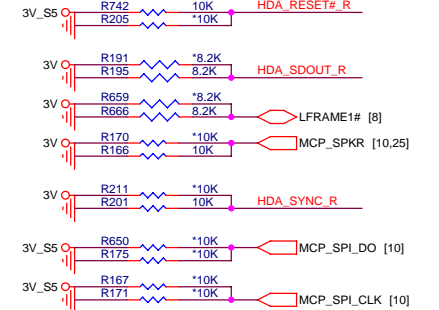 R742 10K HDA_RESET#_R
3V_S5 R205 *10K
3V R191 *8.2K
R195 8.2K HDA_SDOUT_R
3V R659 *8.2K
R666 8.2K LFRAME1# [8]
3V R170 *10K MCP_SPKR [10,25]
R166 10K
3V R211 *10K
R201 10K HDA_SYNC_R
3V_S5 R650 *10K MCP_SPI_DO [10]
R175 *10K
3V_S5 R167 *10K
R171 *10K MCP_SPI_CLK [10]